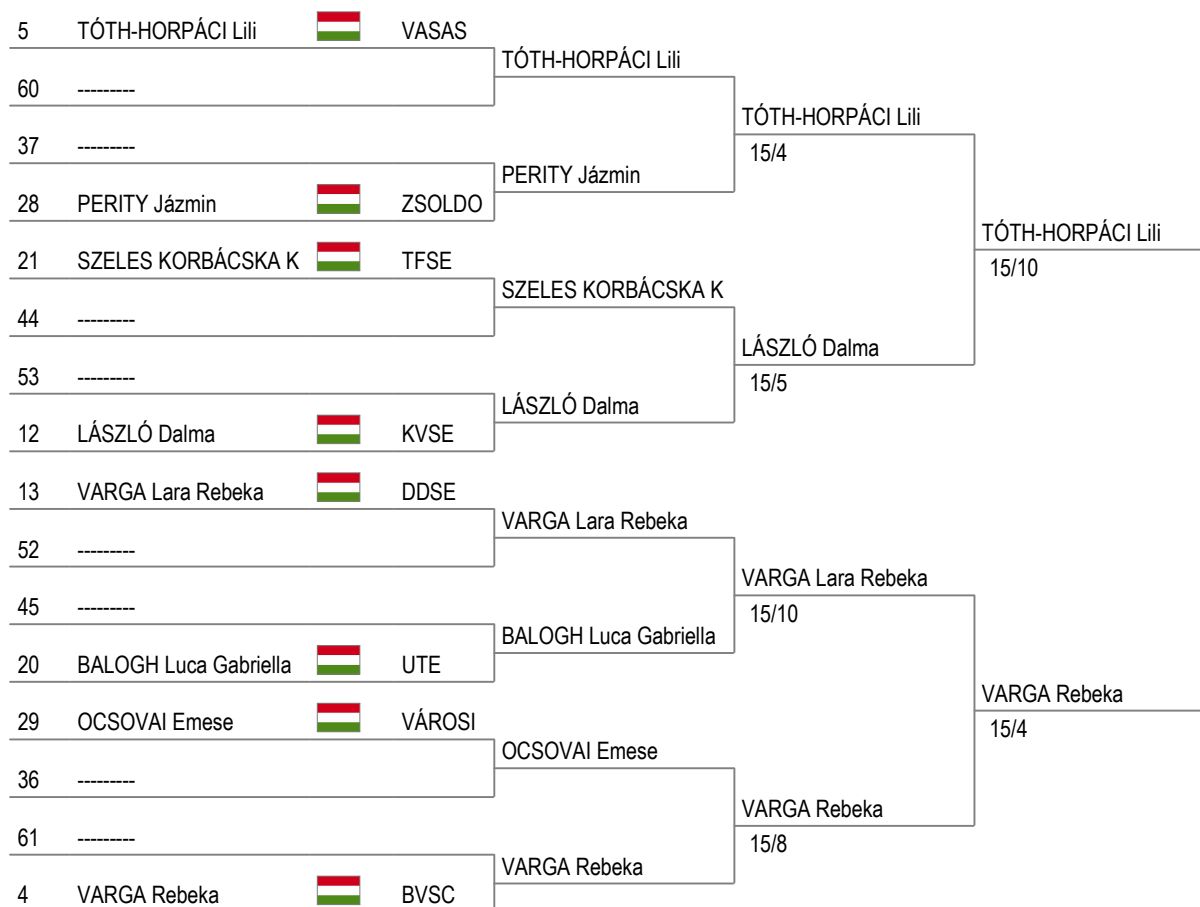 5 TÓTH-HORPÁCI Lili VASAS
TÓTH-HORPÁCI Lili
60 ---------
TÓTH-HORPÁCI Lili
37 ---------
15/4
PERITY Jázmin
28 PERITY Jázmin ZSOLDO
TÓTH-HORPÁCI Lili
21 SZELES KORBÁCSKA K TFSE
15/10
SZELES KORBÁCSKA K
44 ---------
LÁSZLÓ Dalma
53 ---------
15/5
LÁSZLÓ Dalma
12 LÁSZLÓ Dalma KVSE
13 VARGA Lara Rebeka DDSE
VARGA Lara Rebeka
52 ---------
VARGA Lara Rebeka
45 ---------
15/10
BALOGH Luca Gabriella
20 BALOGH Luca Gabriella UTE
VARGA Rebeka
29 OCSOVAI Emese VÁROSI
15/4
OCSOVAI Emese
36 ---------
VARGA Rebeka
61 ---------
15/8
VARGA Rebeka
4 VARGA Rebeka BVSC